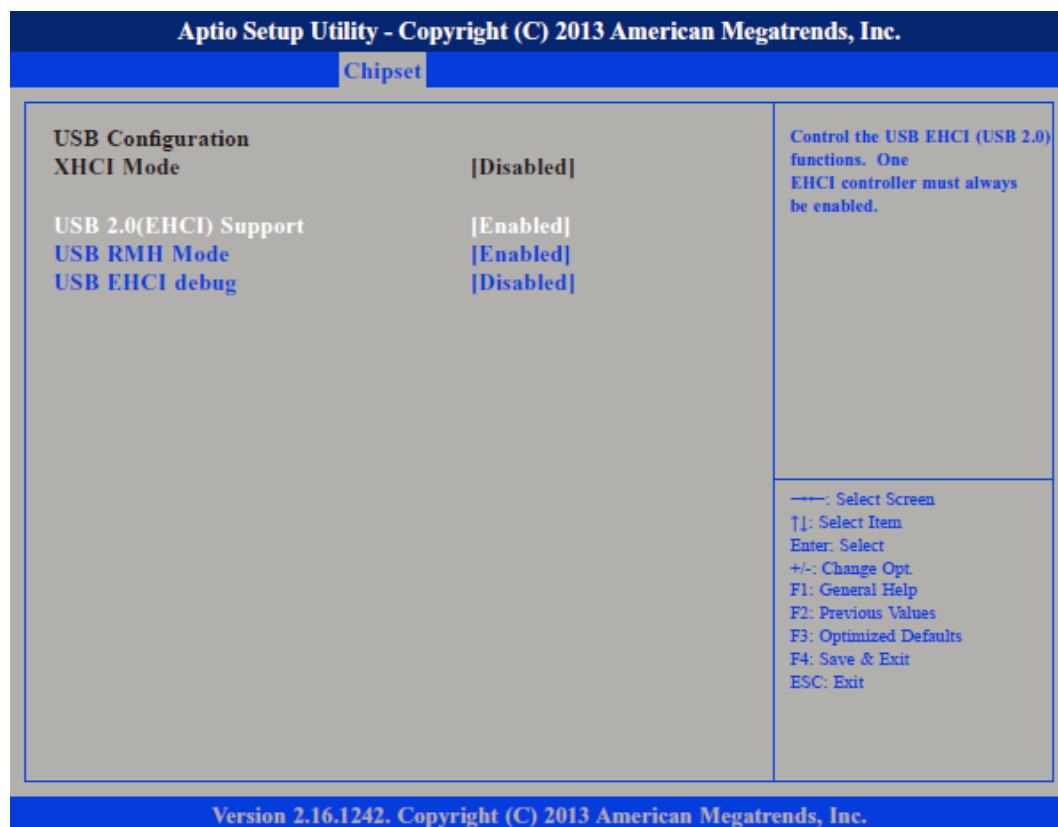 Aptio Setup Utility - Copyright (C) 2013 American Megatrends, Inc.
Chipset
USB Configuration
XHCI Mode [Disabled]
USB 2.0(EHCI) Support [Enabled]
USB RMH Mode [Enabled]
USB EHCI debug [Disabled]
Control the USB EHCI (USB 2.0)
functions. One
EHCI controller must always
be enabled.
→←: Select Screen
↑↓: Select Item
Enter: Select
+/-: Change Opt.
F1: General Help
F2: Previous Values
F3: Optimized Defaults
F4: Save & Exit
ESC: Exit
Version 2.16.1242. Copyright (C) 2013 American Megatrends, Inc.